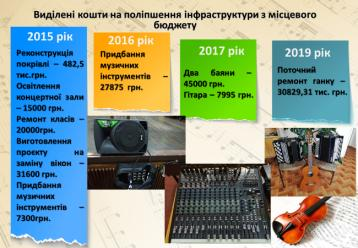 Виділені кошти на поліпшення інфраструктури з місцевого
бюджету
2015 рік
Реконструкція
покрівлі – 482,5
тис.грн.
Освітлення
концертної зали
– 15000 грн.
Ремонт класів –
20000грн.
Виготовлення
проєкту на
заміну вікон –
31600 грн.
Придбання
музичних
інструментів –
7300грн.
2016 рік
Придбання
музичних
інструментів –
27875 грн.
2017 рік
Два баяни –
45000 грн.
Гітара – 7995 грн.
2019 рік
Поточний
ремонт ганку –
30829,31 тис. грн.